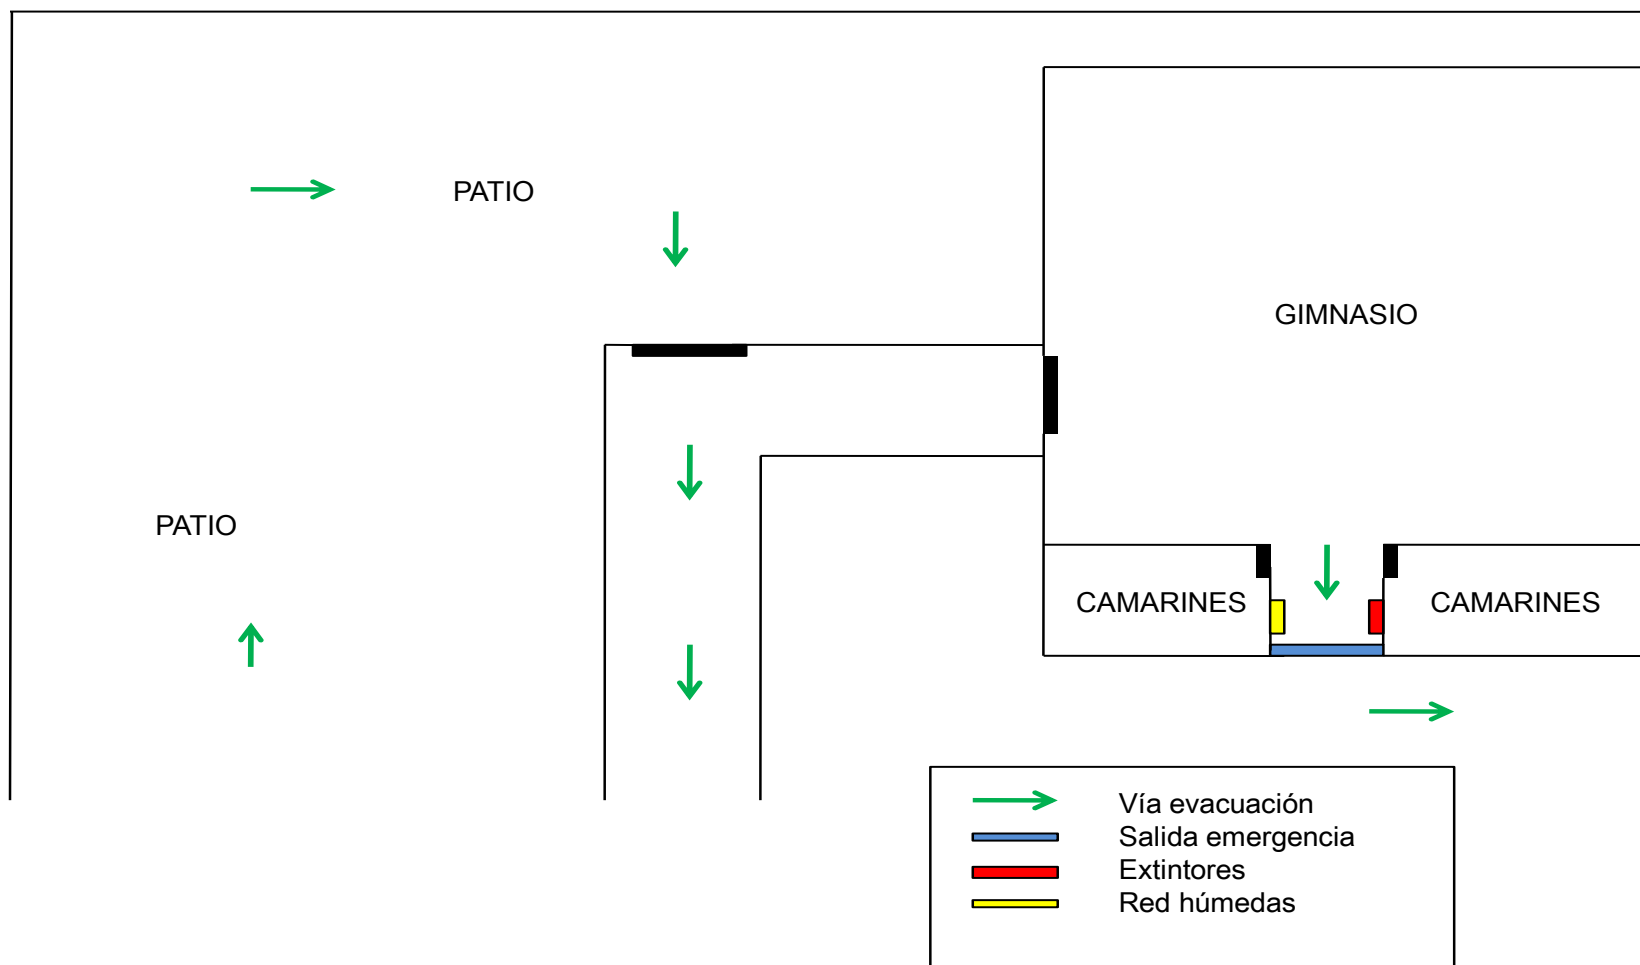 PATIO
GIMNASIO
PATIO
CAMARINES
CAMARINES
Vía evacuación
Salida emergencia
Extintores
Red húmedas